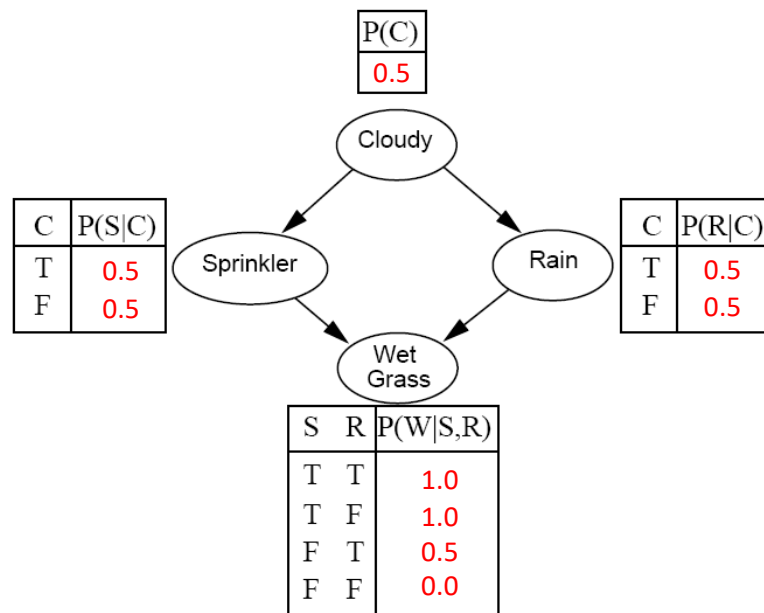 P(C)
0.5
Cloudy
C P(S|C)
T 0.5
F 0.5
Sprinkler
Rain
C P(R|C)
T 0.5
F 0.5
Wet
Grass
S R P(W|S,R)
T T 1.0
T F 1.0
F T 0.5
F F 0.0